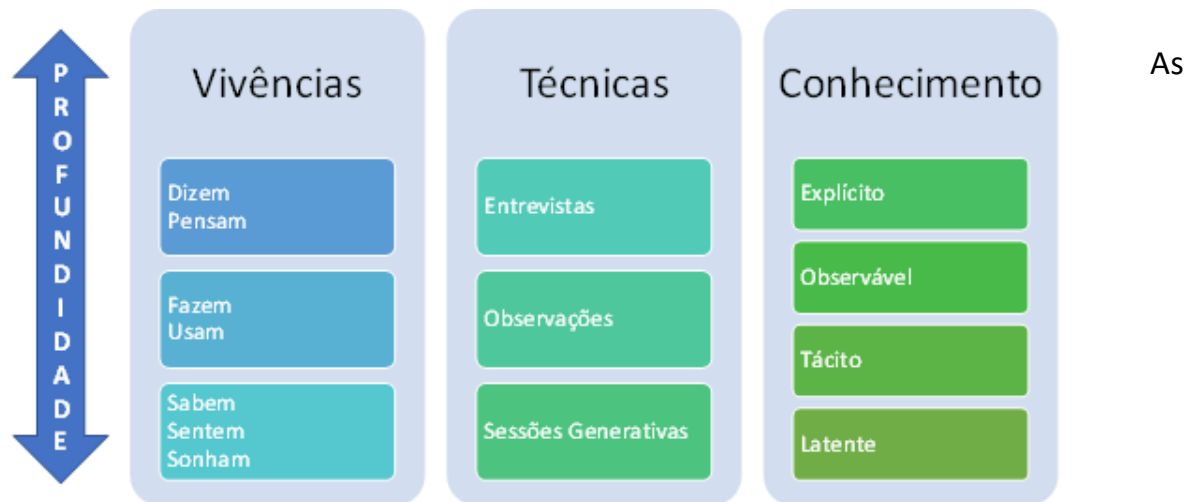 PROFUNDIDADE
Vivências
Dizem
Pensam
Fazem
Usam
Sabem
Sentem
Sonham
Técnicas
Entrevistas
Observações
Sessões Generativas
Conhecimento
Explícito
Observável
Tácito
Latente
As